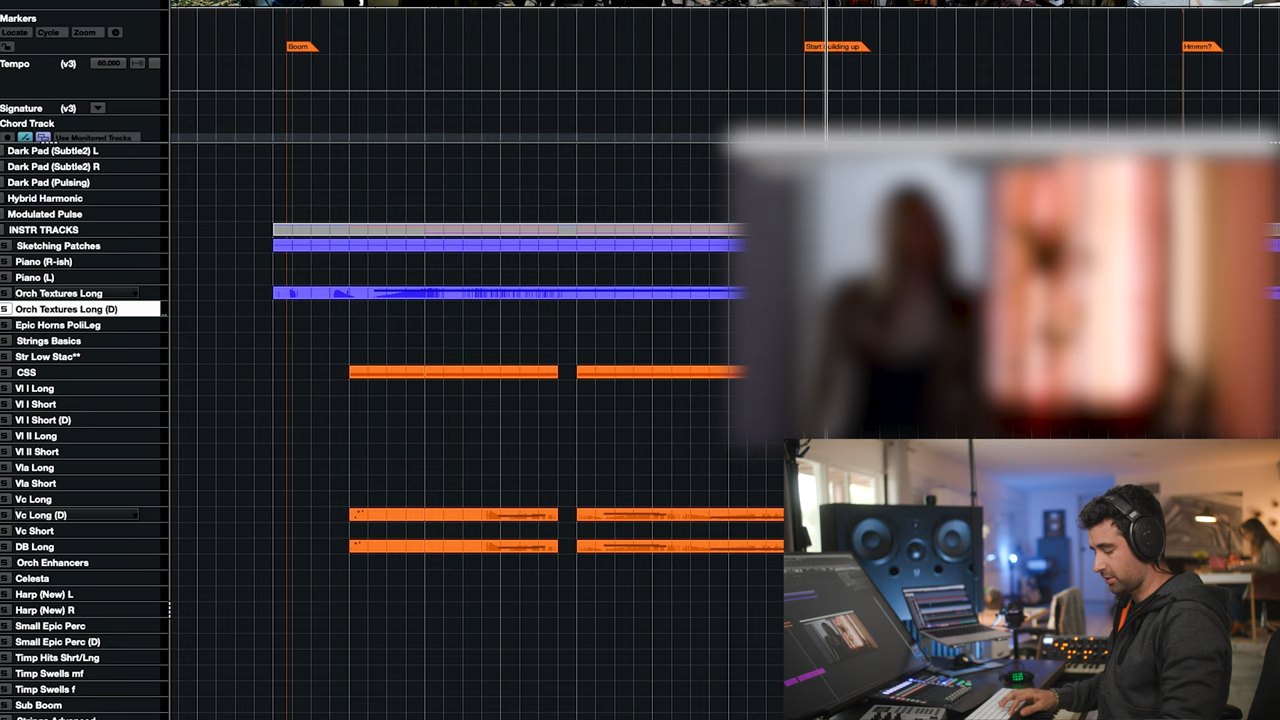 Markers
Locate Cycle Zoom
Boom
Start building up
Hmmm?
Tempo (v3) 60.000
Signature (v3)
Chord Track
Use Monitored Tracks
Dark Pad (Subtle2) L
Dark Pad (Subtle2) R
Dark Pad (Pulsing)
Hybrid Harmonic
Modulated Pulse
INSTR TRACKS
S Sketching Patches
S Piano (R-ish)
S Piano (L)
S Orch Textures Long
S Orch Textures Long (D)
S Epic Horns PoliLeg
S Strings Basics
S Str Low Stac**
S CSS
S Vl I Long
S Vl I Short
S Vl I Short (D)
S Vl II Long
S Vl II Short
S Vla Long
S Vla Short
S Vc Long
S Vc Long (D)
S Vc Short
S DB Long
S Orch Enhancers
S Celesta
S Harp (New) L
S Harp (New) R
S Small Epic Perc
S Small Epic Perc (D)
S Timp Hits Shrt/Lng
S Timp Swells mf
S Timp Swells f
S Sub Boom
Strings Advanced